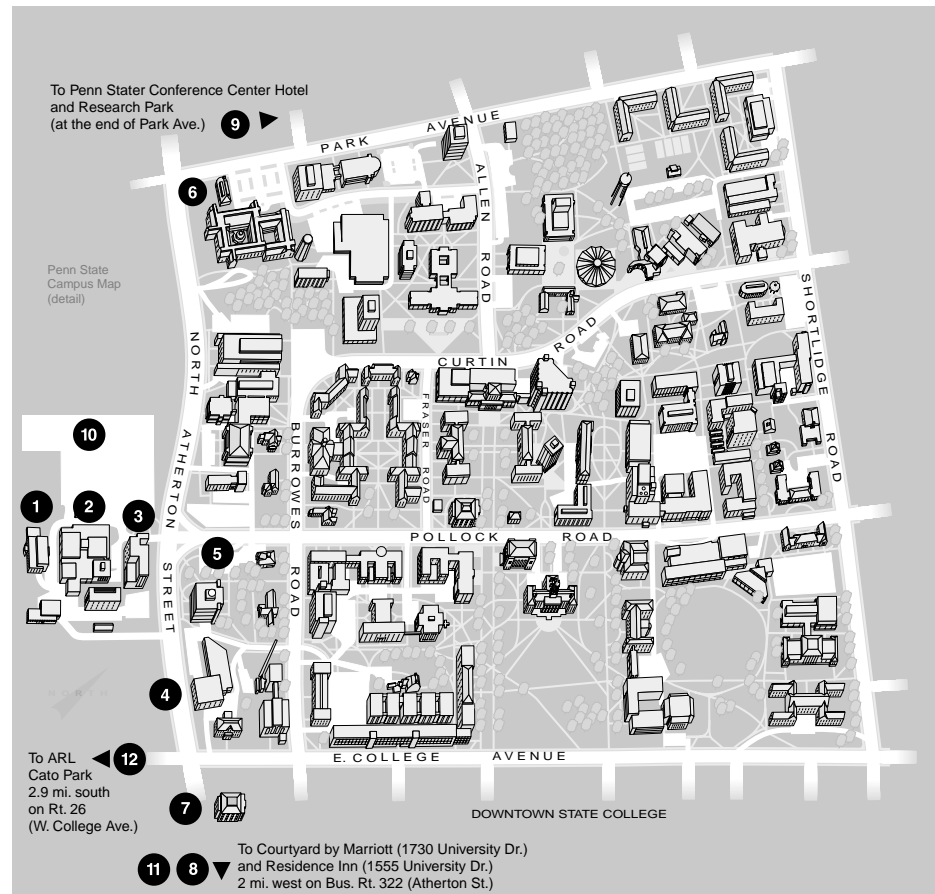 To Penn Stater Conference Center Hotel
and Research Park
(at the end of Park Ave.) 9
PARK AVENUE
6
ALLEN ROAD
Penn State
Campus Map
(detail)
SHORTLIDGE ROAD
NORTH ATHERTON STREET
CURTIN ROAD
FRASER ROAD
BURROWES ROAD
10
1 2 3
POLLOCK ROAD
5
NORTH
4
To ARL 12
Cato Park
2.9 mi. south
on Rt. 26
(W. College Ave.)
E. COLLEGE AVENUE
7
DOWNTOWN STATE COLLEGE
11 8
To Courtyard by Marriott (1730 University Dr.)
and Residence Inn (1555 University Dr.)
2 mi. west on Bus. Rt. 322 (Atherton St.)